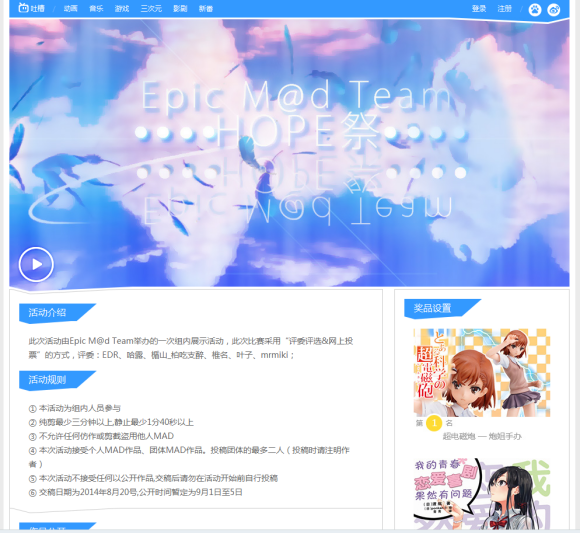 吐槽 / 动画 音乐 游戏 三次元 影剧 新番 登录 注册 /
Epic M@d Team
HOPE祭
Epic M@d Team
活动介绍
此次活动由Epic M@d Team举办的一次组内展示活动，此次比赛采用“评委评选&网上投
票”的方式，评委：EDR、哈露、楯山_柏吃支醉、椎名、叶子、mrmiki；
活动规则
① 本活动为组内人员参与
② 纯剪最少三分钟以上,静止最少1分40秒以上
③ 不允许任何仿作或剪裁盗用他人MAD
④ 本次活动接受个人MAD作品、团体MAD作品。投稿团体的最多二人（投稿时请注明作
者）
⑤ 本次活动不接受任何以公开作品,交稿后请勿在活动开始前自行投稿
⑥ 交稿日期为2014年8月20号,公开时间暂定为9月1日至5日
奖品设置
とある科学の
超電磁砲
第 1 名
超电磁炮 — 炮姐手办
我的青春
恋爱喜剧
果然有问题